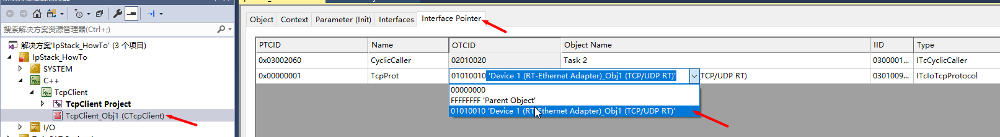 搜索解决方案资源管理器(Ctrl+;)
解决方案'IpStack_HowTo' (3 个项目)
IpStack_HowTo
SYSTEM
C++
TcpClient
TcpClient Project
TcpClient_Obj1 (CTcpClient)
I/O
Object Context Parameter (Init) Interfaces Interface Pointer
PTCID Name OTCID Object Name IID Type
0x03002060 CyclicCaller 02010020 Task 2 0300001... ITcCyclicCaller
0x00000001 TcpProt 01010010 'Device 1 (RT-Ethernet Adapter)_Obj1 (TCP/UDP RT)' (TCP/UDP RT) 0301009... ITcIoTcpProtocol
00000000
FFFFFFFF 'Parent Object'
01010010 'Device 1 (RT-Ethernet Adapter)_Obj1 (TCP/UDP RT)'